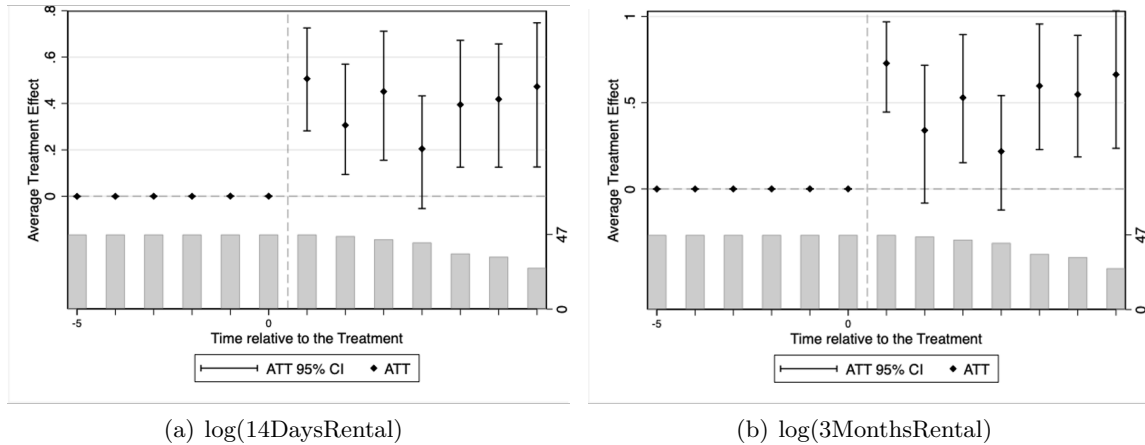 Average Treatment Effect
.8
.6
.4
.2
0
47
0
-5
0
Time relative to the Treatment
ATT 95% CI
ATT
(a) log(14DaysRental)
Average Treatment Effect
1
.5
0
47
0
-5
0
Time relative to the Treatment
ATT 95% CI
ATT
(b) log(3MonthsRental)